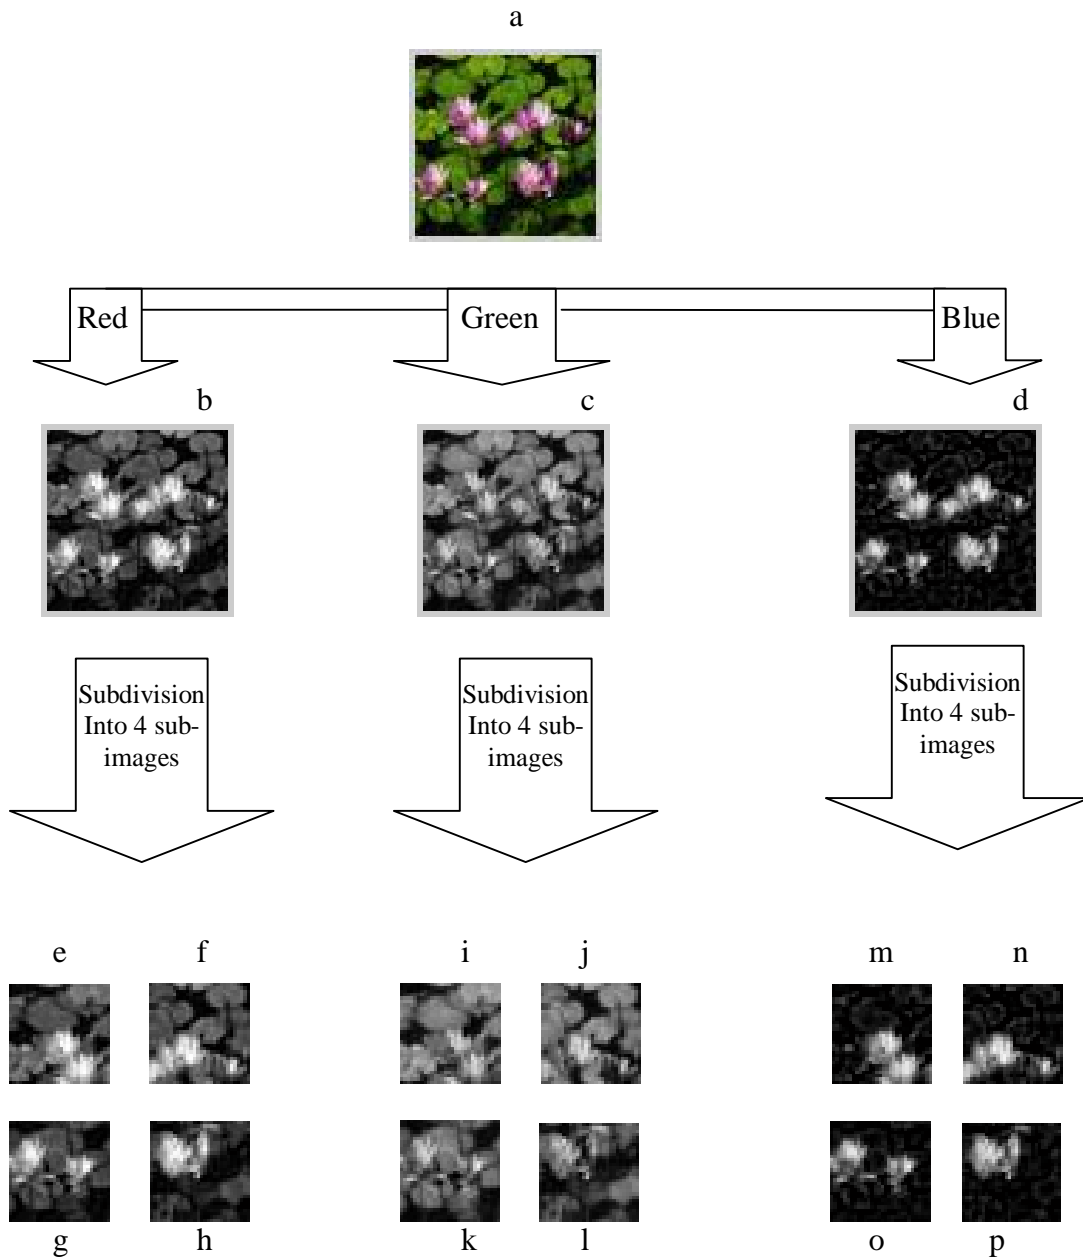 a
Red
Green
Blue
b
c
d
Subdivision
Into 4 sub-
images
Subdivision
Into 4 sub-
images
Subdivision
Into 4 sub-
images
e
f
i
j
m
n
g
h
k
l
o
p